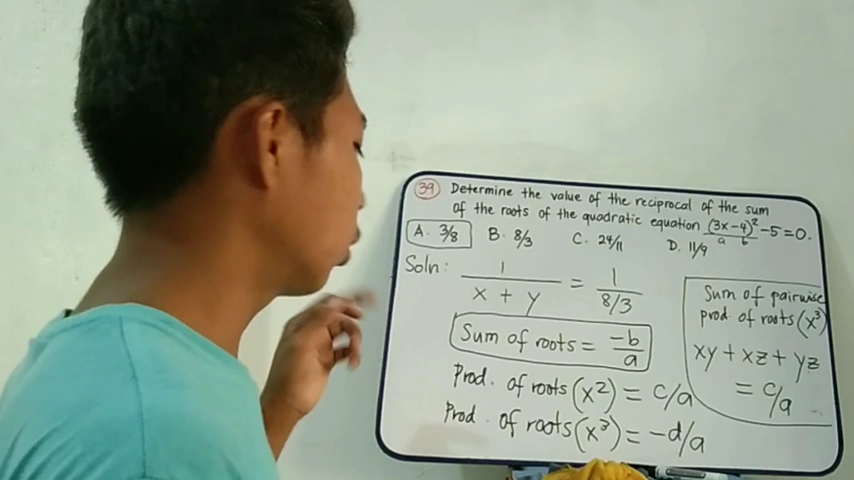 39 Determine the value of the reciprocal of the sum
of the roots of the quadratic equation (3x-4)² - 5 = 0.
a b
A. 3/8 B. 8/3 C. 24/11 D. 11/9
Soln: 1/(x + y) = 1/(8/3)
Sum of roots = -b/a
Prod. of roots (x²) = c/a
Prod. of roots (x³) = -d/a
Sum of pairwise
prod. of roots (x³)
xy + xz + yz
= c/a